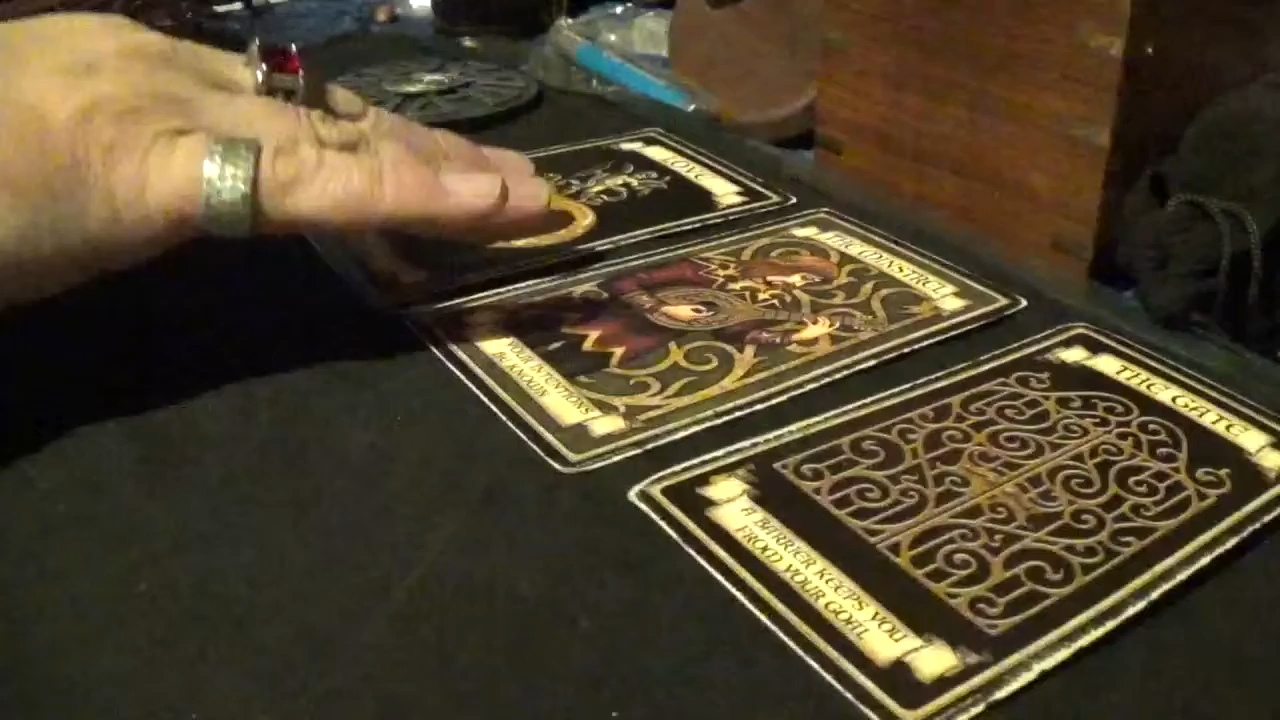 LOVE
THE MINSTREL
YOUR INTENTIONS
BE KNOWN
THE GATE
A BARRIER KEEPS YOU
FROM YOUR GOAL